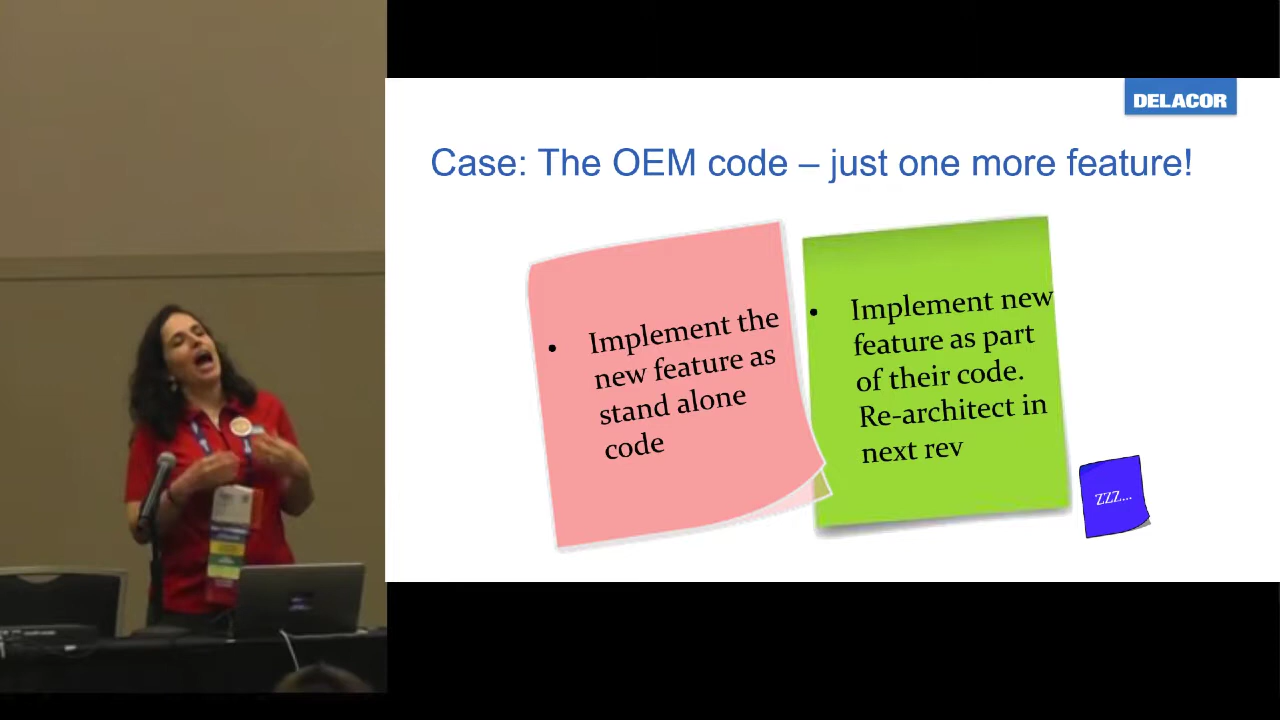 DELACOR
Case: The OEM code – just one more feature!
• Implement the
new feature as
stand alone
code
• Implement new
feature as part
of their code.
Re-architect in
next rev
ZZZ...